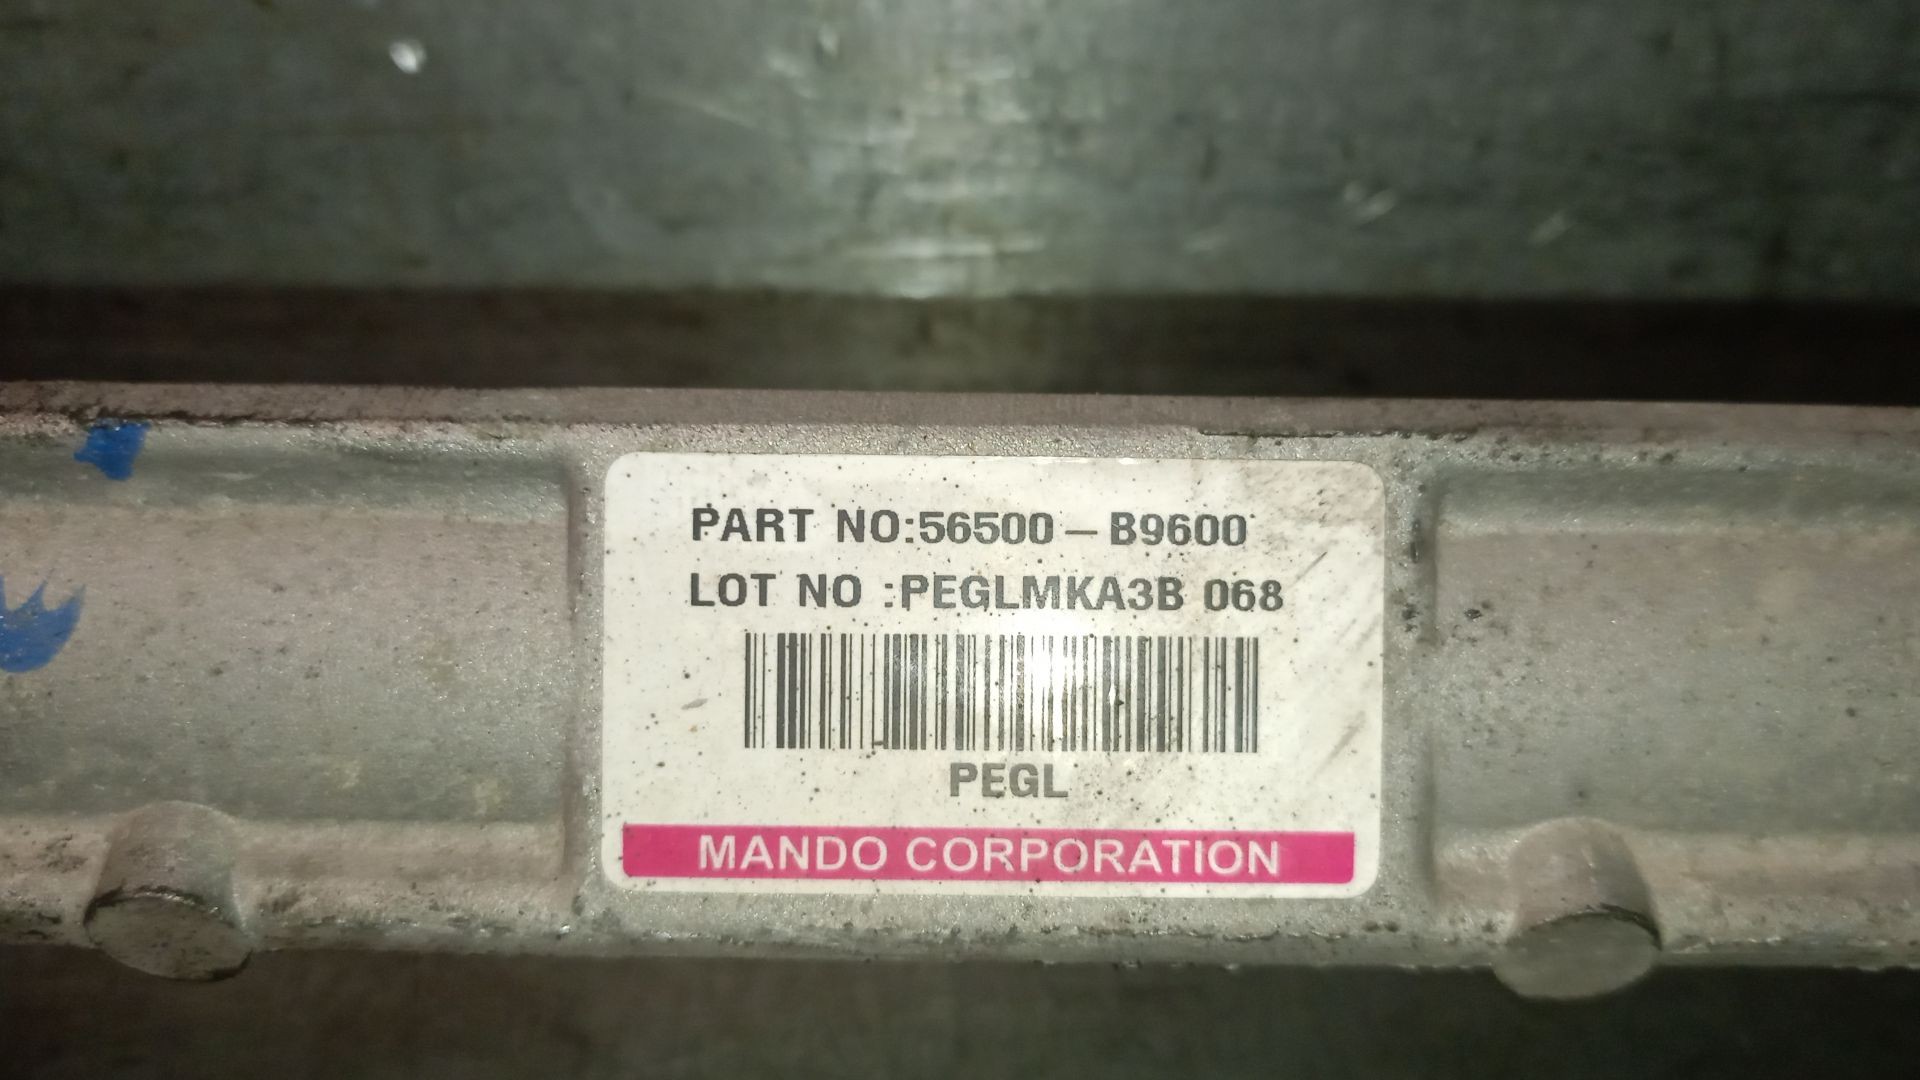 PART NO:56500-B9600
LOT NO :PEGLMKA3B 068
PEGL
MANDO CORPORATION